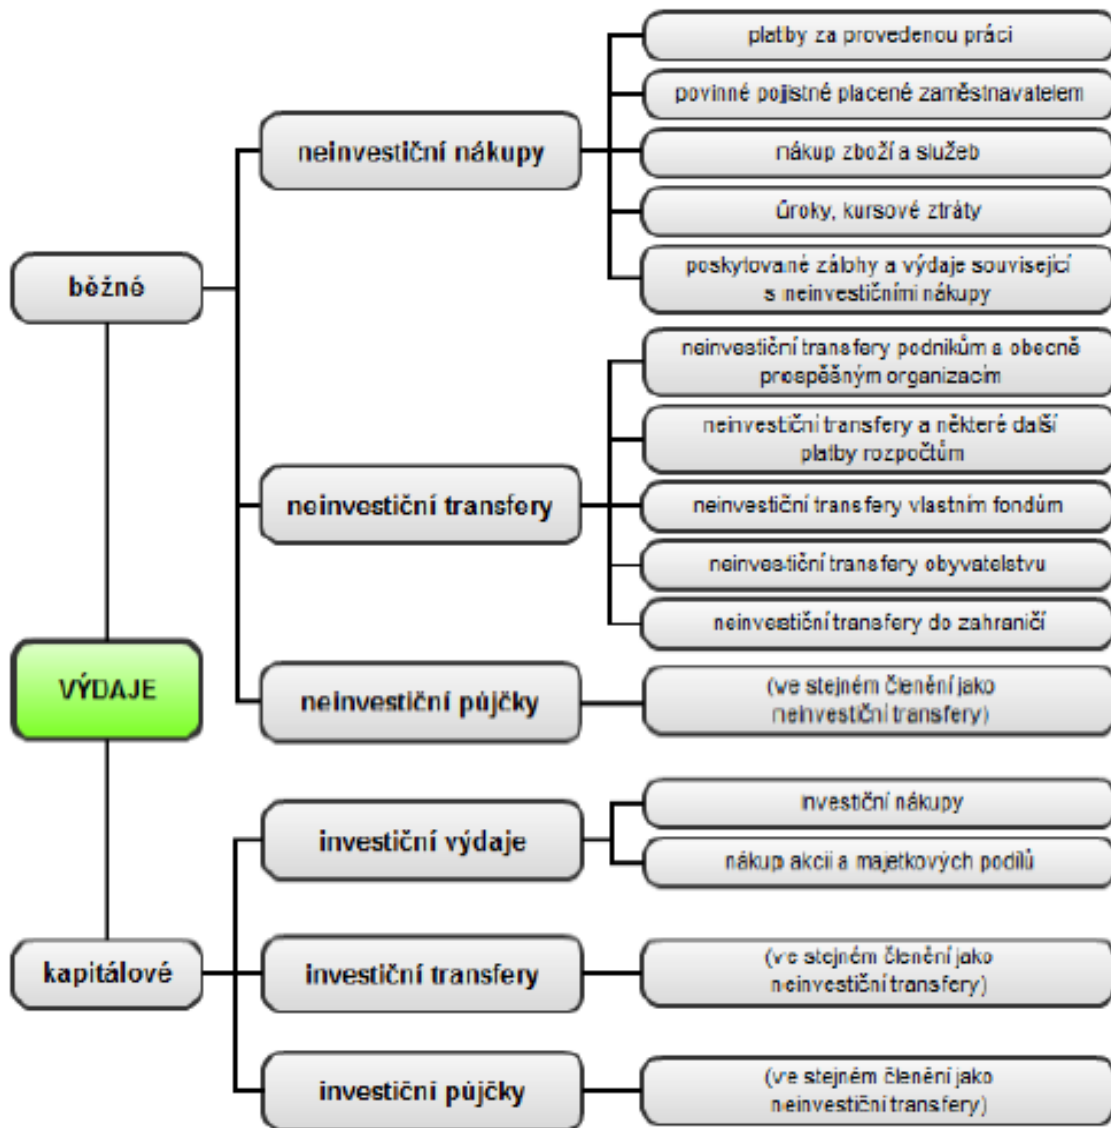 platby za provedenou práci
povinné pojistné placené zaměstnavatelem
neinvestiční nákupy
nákup zboží a služeb
úroky, kursové ztráty
běžné
poskytované zálohy a výdaje související
s neinvestičními nákupy
neinvestiční transfery podnikům a obecně
prospěšným organizacím
neinvestiční transfery a některé další
platby rozpočtům
neinvestiční transfery
neinvestiční transfery vlastním fondům
neinvestiční transfery obyvatelstvu
neinvestiční transfery do zahraničí
VÝDAJE
neinvestiční půjčky
(ve stejném členění jako
neinvestiční transfery)
investiční výdaje
investiční nákupy
nákup akcií a majetkových podílů
kapitálové
investiční transfery
(ve stejném členění jako
neinvestiční transfery)
investiční půjčky
(ve stejném členění jako
neinvestiční transfery)